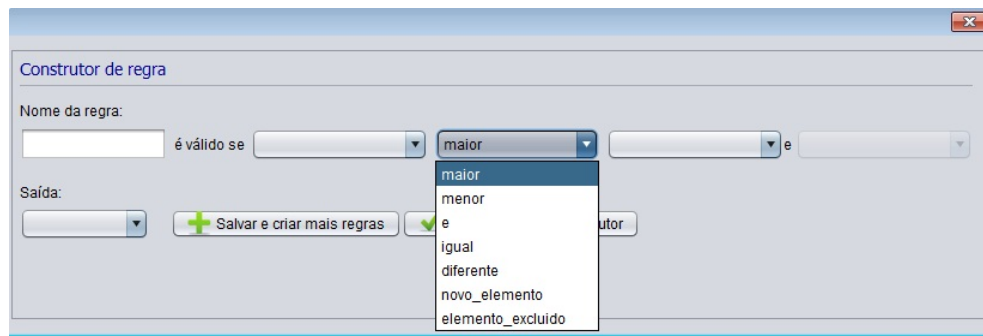 Construtor de regra
Nome da regra:
é válido se maior e
maior
menor
e
igual
diferente
novo_elemento
elemento_excluido
Saída:
Salvar e criar mais regras utor